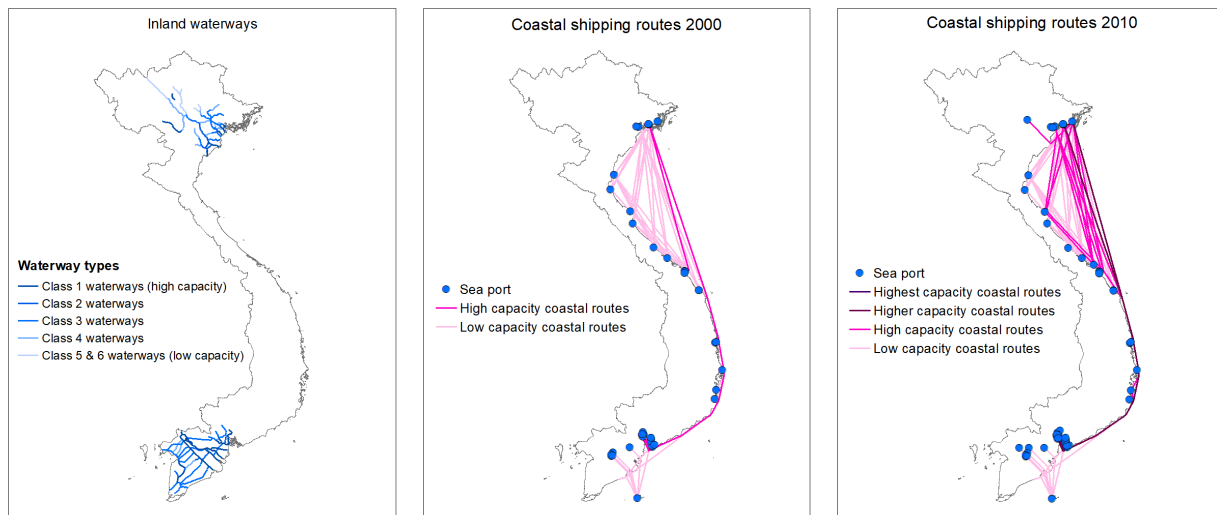 Inland waterways
Waterway types
Class 1 waterways (high capacity)
Class 2 waterways
Class 3 waterways
Class 4 waterways
Class 5 & 6 waterways (low capacity)
Coastal shipping routes 2000
Sea port
High capacity coastal routes
Low capacity coastal routes
Coastal shipping routes 2010
Sea port
Highest capacity coastal routes
Higher capacity coastal routes
High capacity coastal routes
Low capacity coastal routes